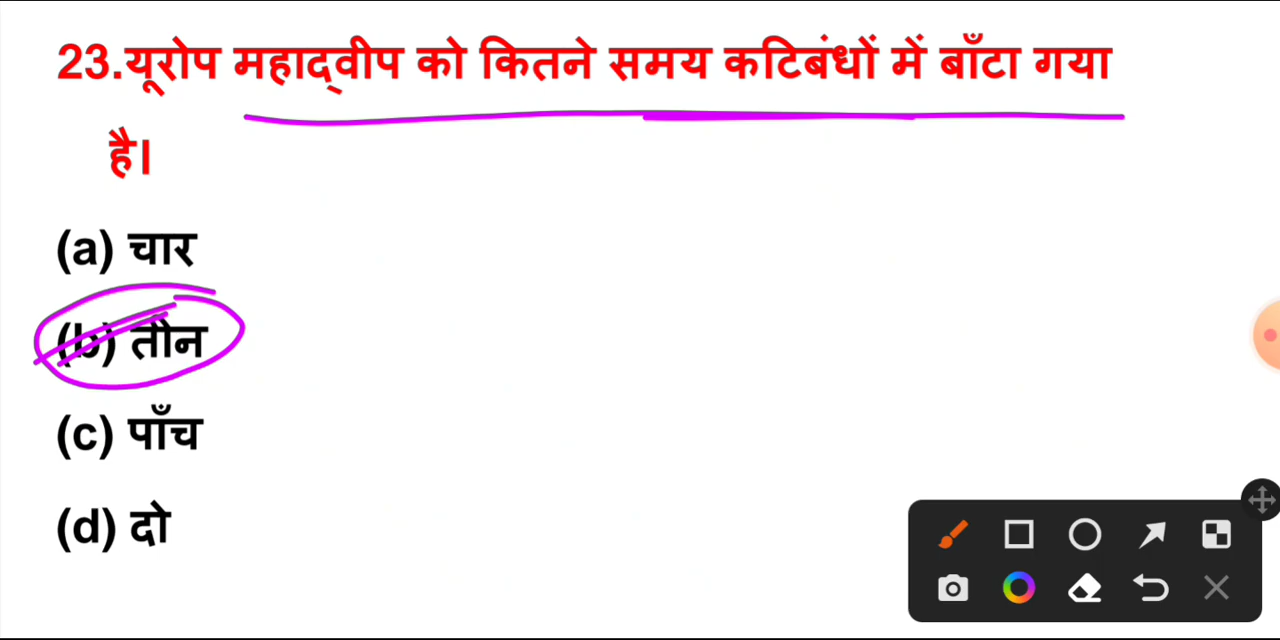 23.यूरोप महाद्वीप को कितने समय कटिबंधों में बाँटा गया
है।
(a) चार
(b) तीन
(c) पाँच
(d) दो